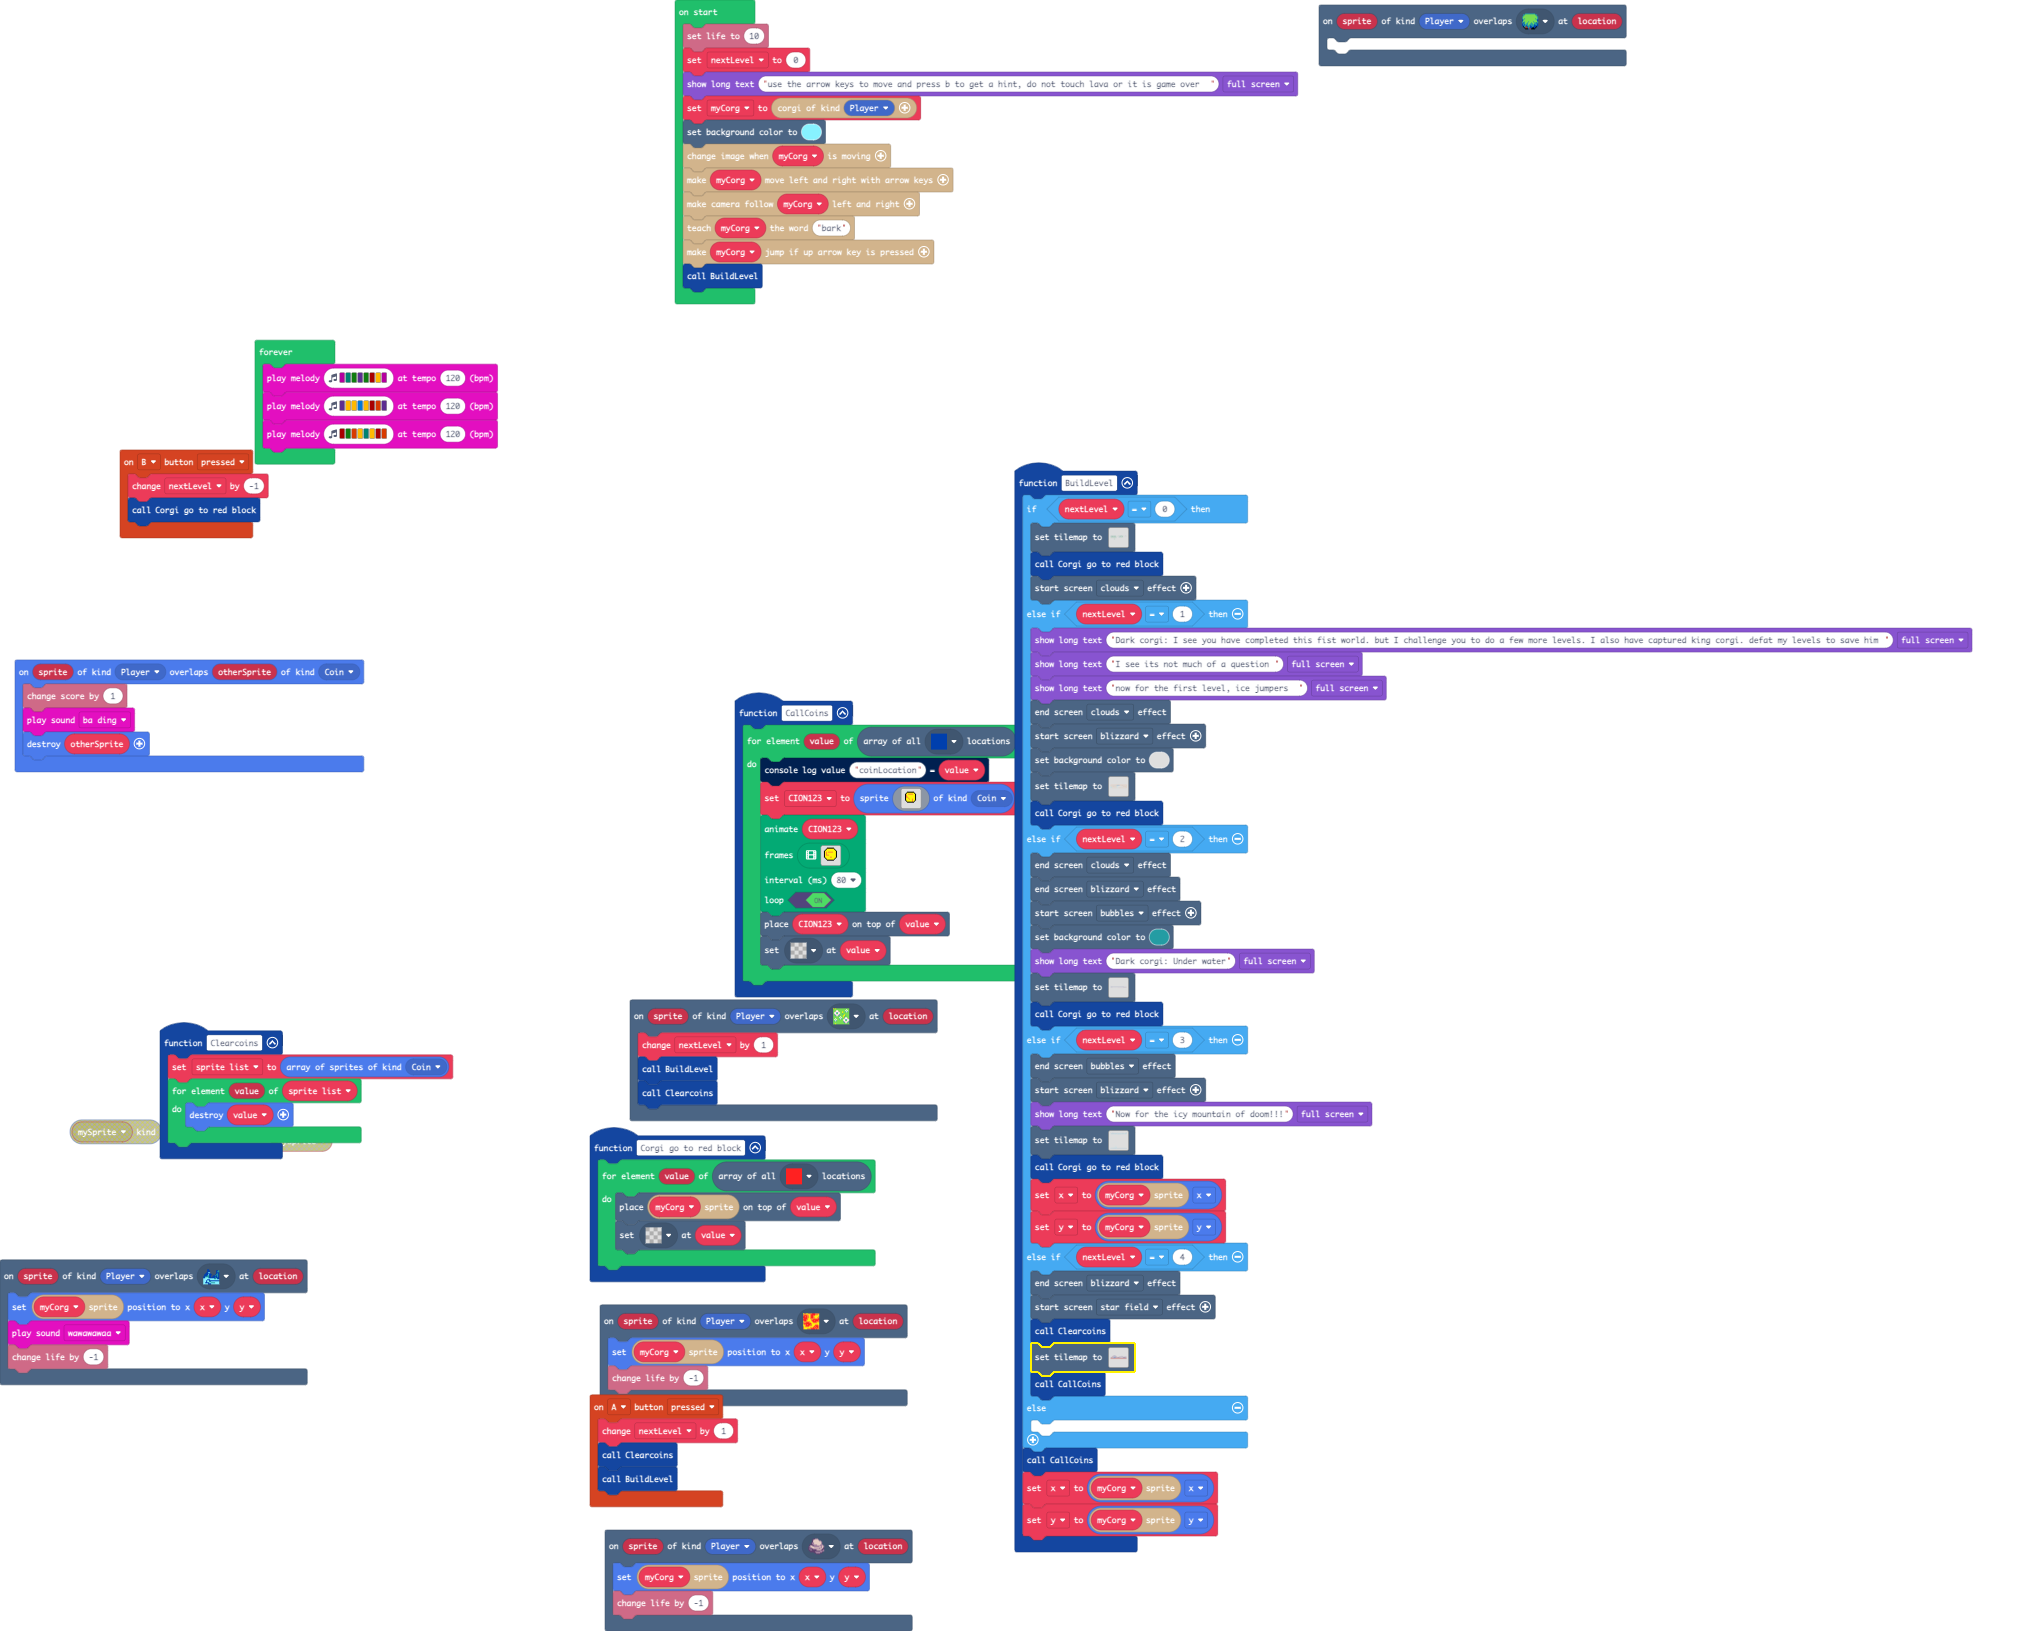 on start
set life to 10
set nextLevel to 0
show long text "use the arrow keys to move and press b to get a hint, do not touch lava or it is game over " full screen
set myCorg to corgi of kind Player
set background color to
change image when myCorg is moving
make myCorg move left and right with arrow keys
make camera follow myCorg left and right
teach myCorg the word "bark"
make myCorg jump if up arrow key is pressed
call BuildLevel
on sprite of kind Player overlaps at location
forever
play melody at tempo 120 (bpm)
play melody at tempo 120 (bpm)
play melody at tempo 120 (bpm)
on B button pressed
change nextLevel by -1
call Corgi go to red block
on sprite of kind Player overlaps otherSprite of kind Coin
change score by 1
play sound ba ding
destroy otherSprite
function Clearcoins
set sprite list to array of sprites of kind Coin
for element value of sprite list
do destroy value
mySprite kind
on sprite of kind Player overlaps at location
set myCorg sprite position to x x y y
play sound wawawawaa
change life by -1
function CallCoins
for element value of array of all locations
do console log value "coinLocation" = value
set CION123 to sprite of kind Coin
animate CION123
frames
interval (ms) 80
loop ON
place CION123 on top of value
set at value
on sprite of kind Player overlaps at location
change nextLevel by 1
call BuildLevel
call Clearcoins
function Corgi go to red block
for element value of array of all locations
do place myCorg sprite on top of value
set at value
on sprite of kind Player overlaps at location
set myCorg sprite position to x x y y
change life by -1
on A button pressed
change nextLevel by 1
call Clearcoins
call BuildLevel
on sprite of kind Player overlaps at location
set myCorg sprite position to x x y y
change life by -1
function BuildLevel
if nextLevel = 0 then
set tilemap to
call Corgi go to red block
start screen clouds effect
else if nextLevel = 1 then
show long text "Dark corgi: I see you have completed this fist world. but I challenge you to do a few more levels. I also have captured king corgi. defat my levels to save him " full screen
show long text "I see its not much of a question " full screen
show long text "now for the first level, ice jumpers " full screen
end screen clouds effect
start screen blizzard effect
set background color to
set tilemap to
call Corgi go to red block
else if nextLevel = 2 then
end screen clouds effect
end screen blizzard effect
start screen bubbles effect
set background color to
show long text "Dark corgi: Under water" full screen
set tilemap to
call Corgi go to red block
else if nextLevel = 3 then
end screen bubbles effect
start screen blizzard effect
show long text "Now for the icy mountain of doom!!!" full screen
set tilemap to
call Corgi go to red block
set x to myCorg sprite x
set y to myCorg sprite y
else if nextLevel = 4 then
end screen blizzard effect
start screen star field effect
call Clearcoins
set tilemap to
call CallCoins
else
call CallCoins
set x to myCorg sprite x
set y to myCorg sprite y